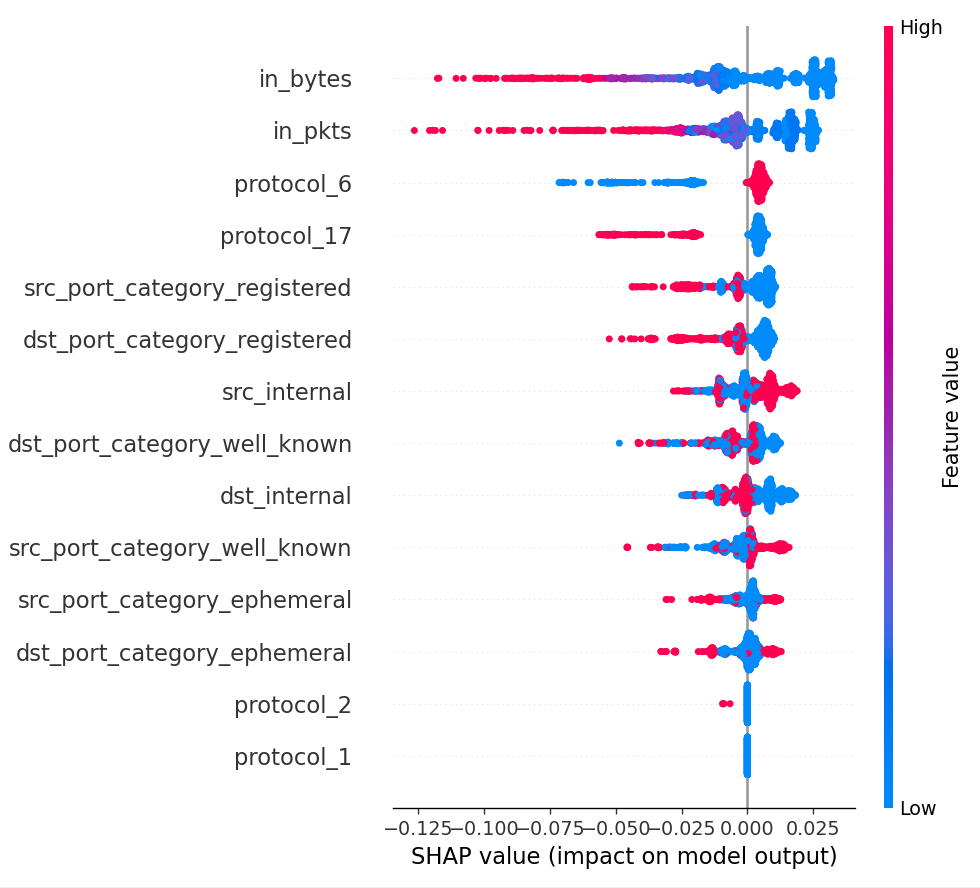 High
in_bytes
in_pkts
protocol_6
protocol_17
src_port_category_registered
dst_port_category_registered
src_internal
dst_port_category_well_known
dst_internal
src_port_category_well_known
src_port_category_ephemeral
dst_port_category_ephemeral
protocol_2
protocol_1
Feature value
Low
−0.125 −0.100 −0.075 −0.050 −0.025 0.000 0.025
SHAP value (impact on model output)